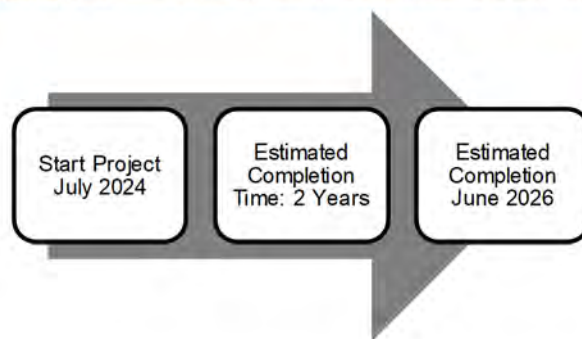 Start Project
July 2024
Estimated
Completion
Time: 2 Years
Estimated
Completion
June 2026